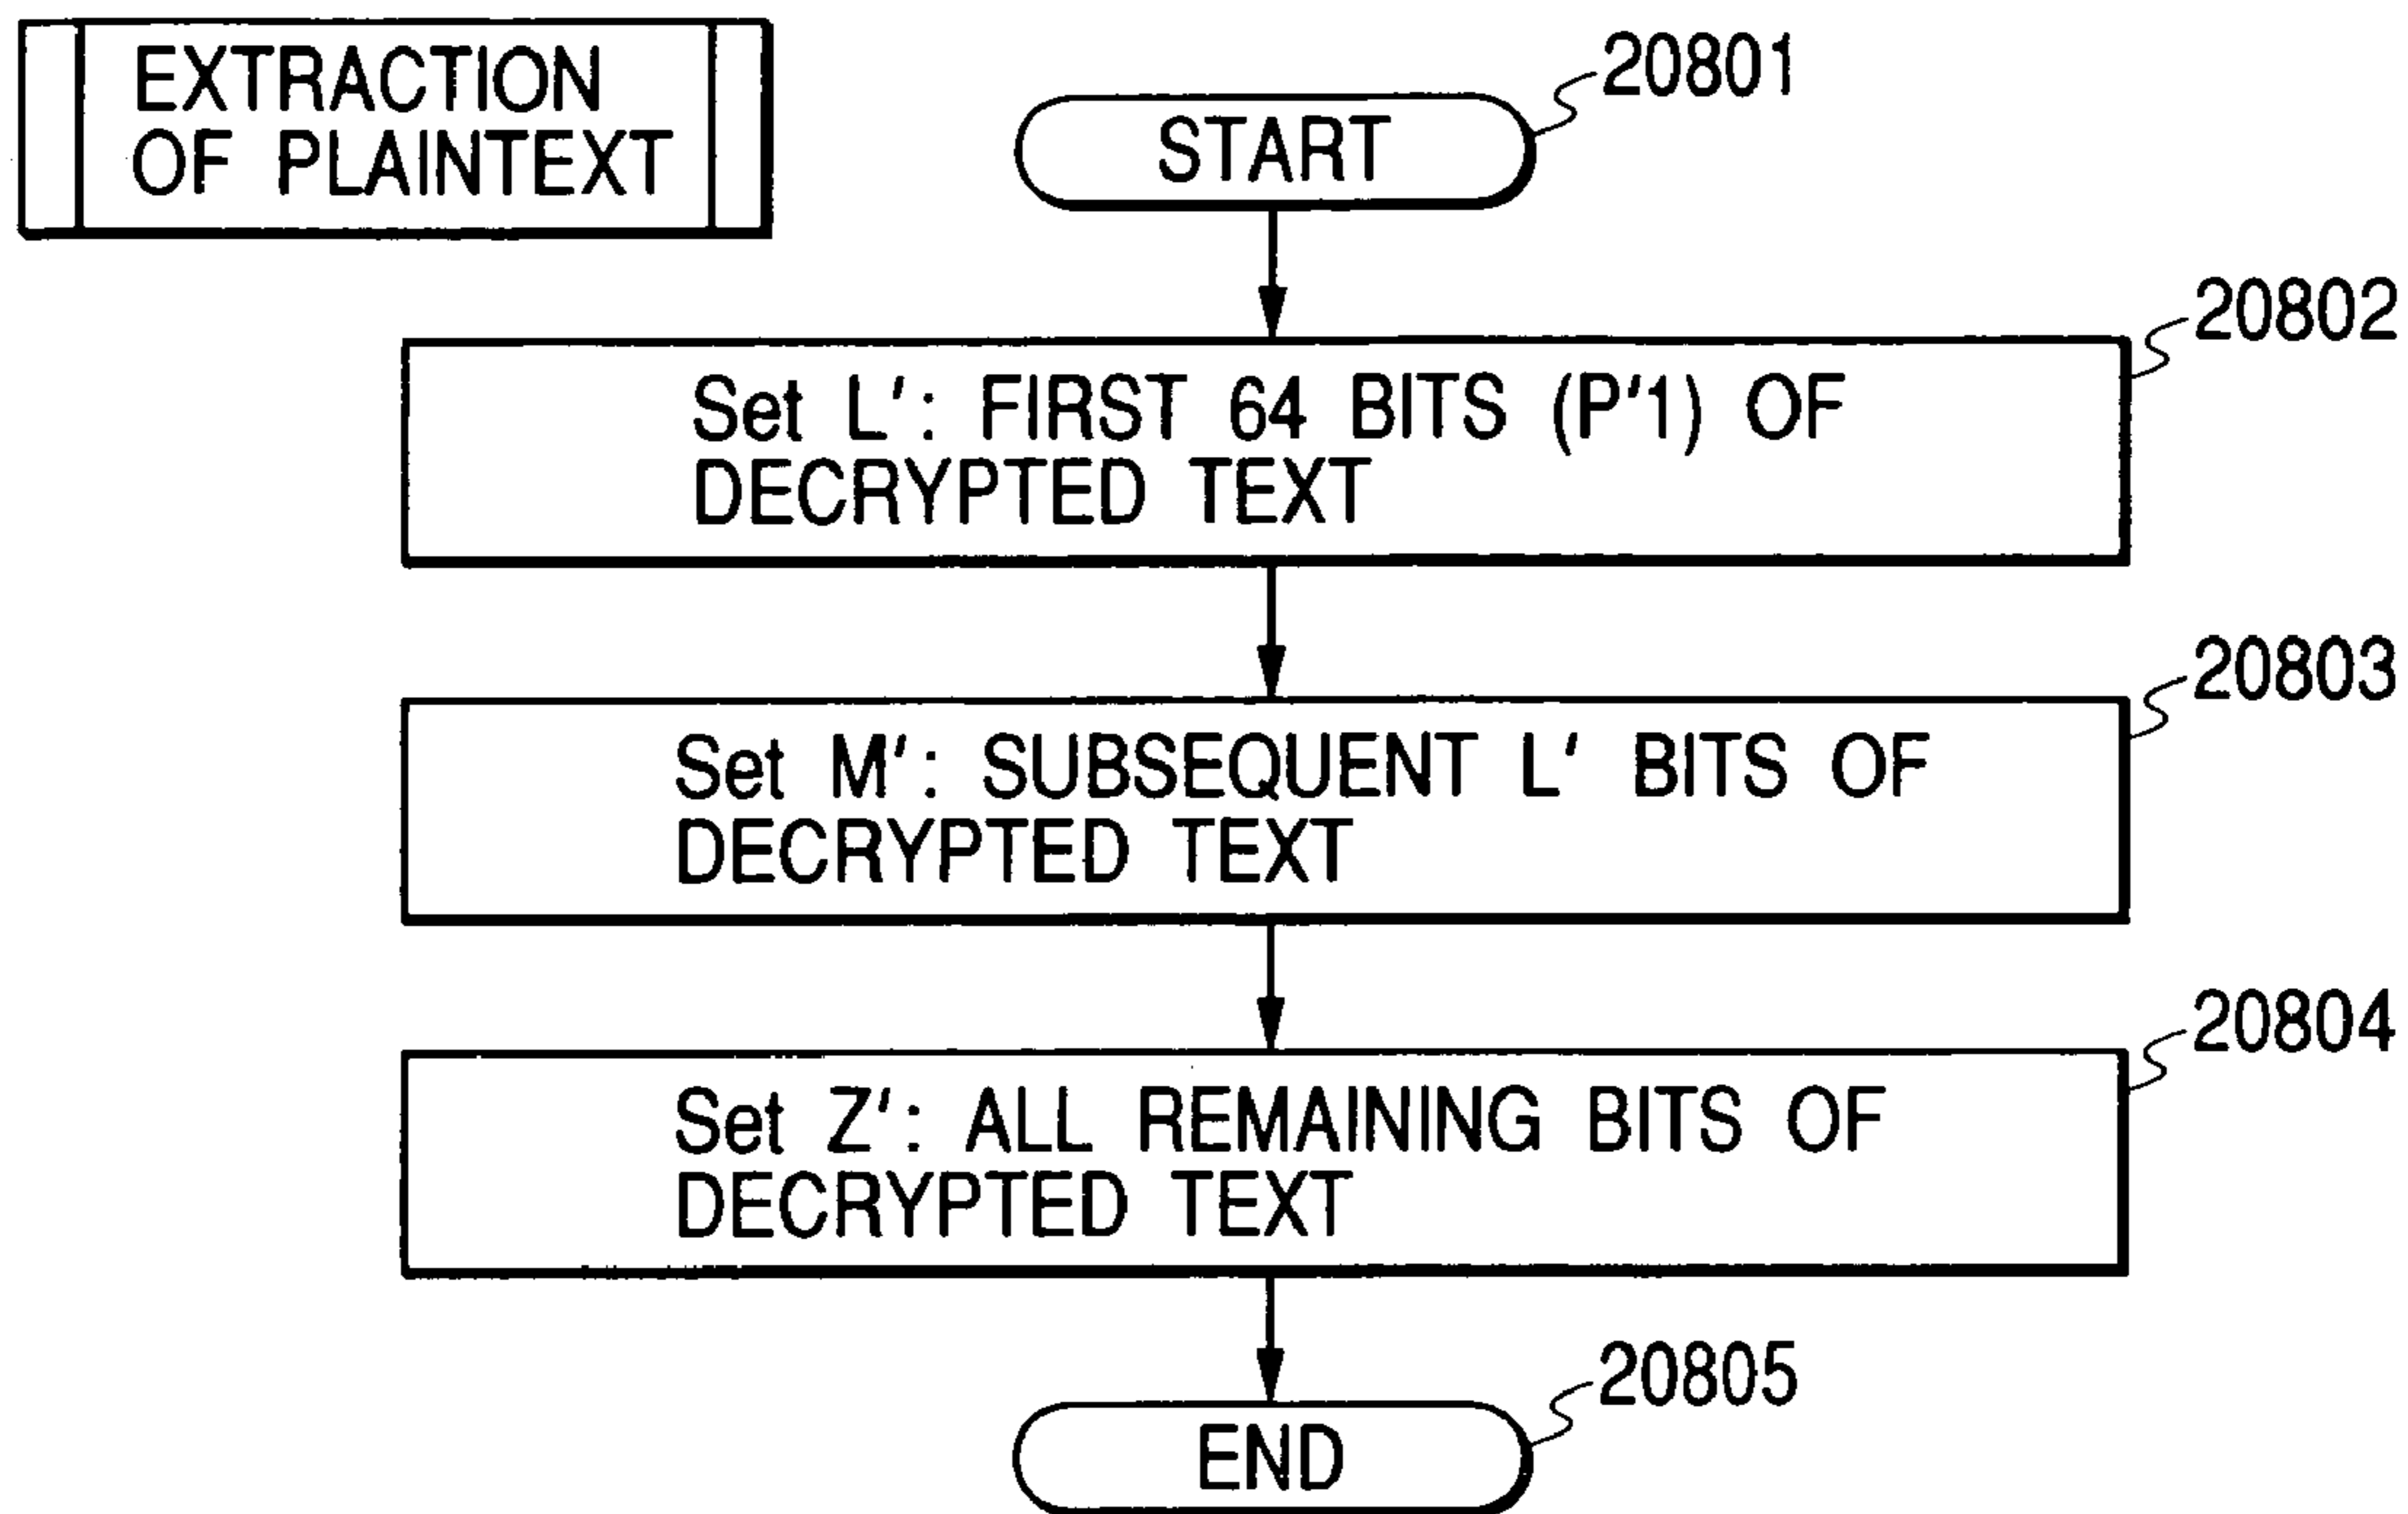 EXTRACTION
OF PLAINTEXT
20801
START
20802
Set L': FIRST 64 BITS (P'1) OF
DECRYPTED TEXT
20803
Set M': SUBSEQUENT L' BITS OF
DECRYPTED TEXT
20804
Set Z': ALL REMAINING BITS OF
DECRYPTED TEXT
20805
END